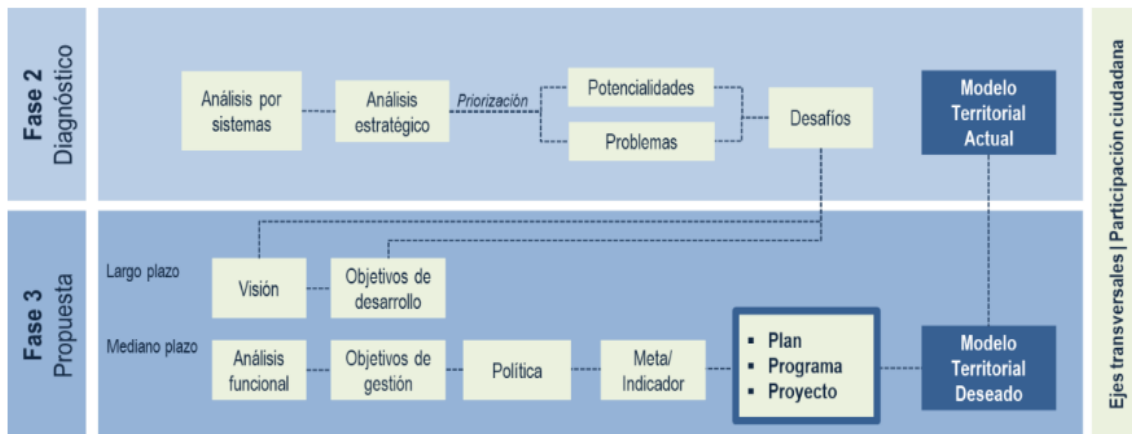 Fase 2
Diagnóstico
Análisis por
sistemas
Análisis
estratégico
Priorización
Potencialidades
Problemas
Desafíos
Modelo
Territorial
Actual
Fase 3
Propuesta
Largo plazo
Visión
Objetivos de
desarrollo
Mediano plazo
Análisis
funcional
Objetivos de
gestión
Política
Meta/
Indicador
▪ Plan
▪ Programa
▪ Proyecto
Modelo
Territorial
Deseado
Ejes transversales | Participación ciudadana